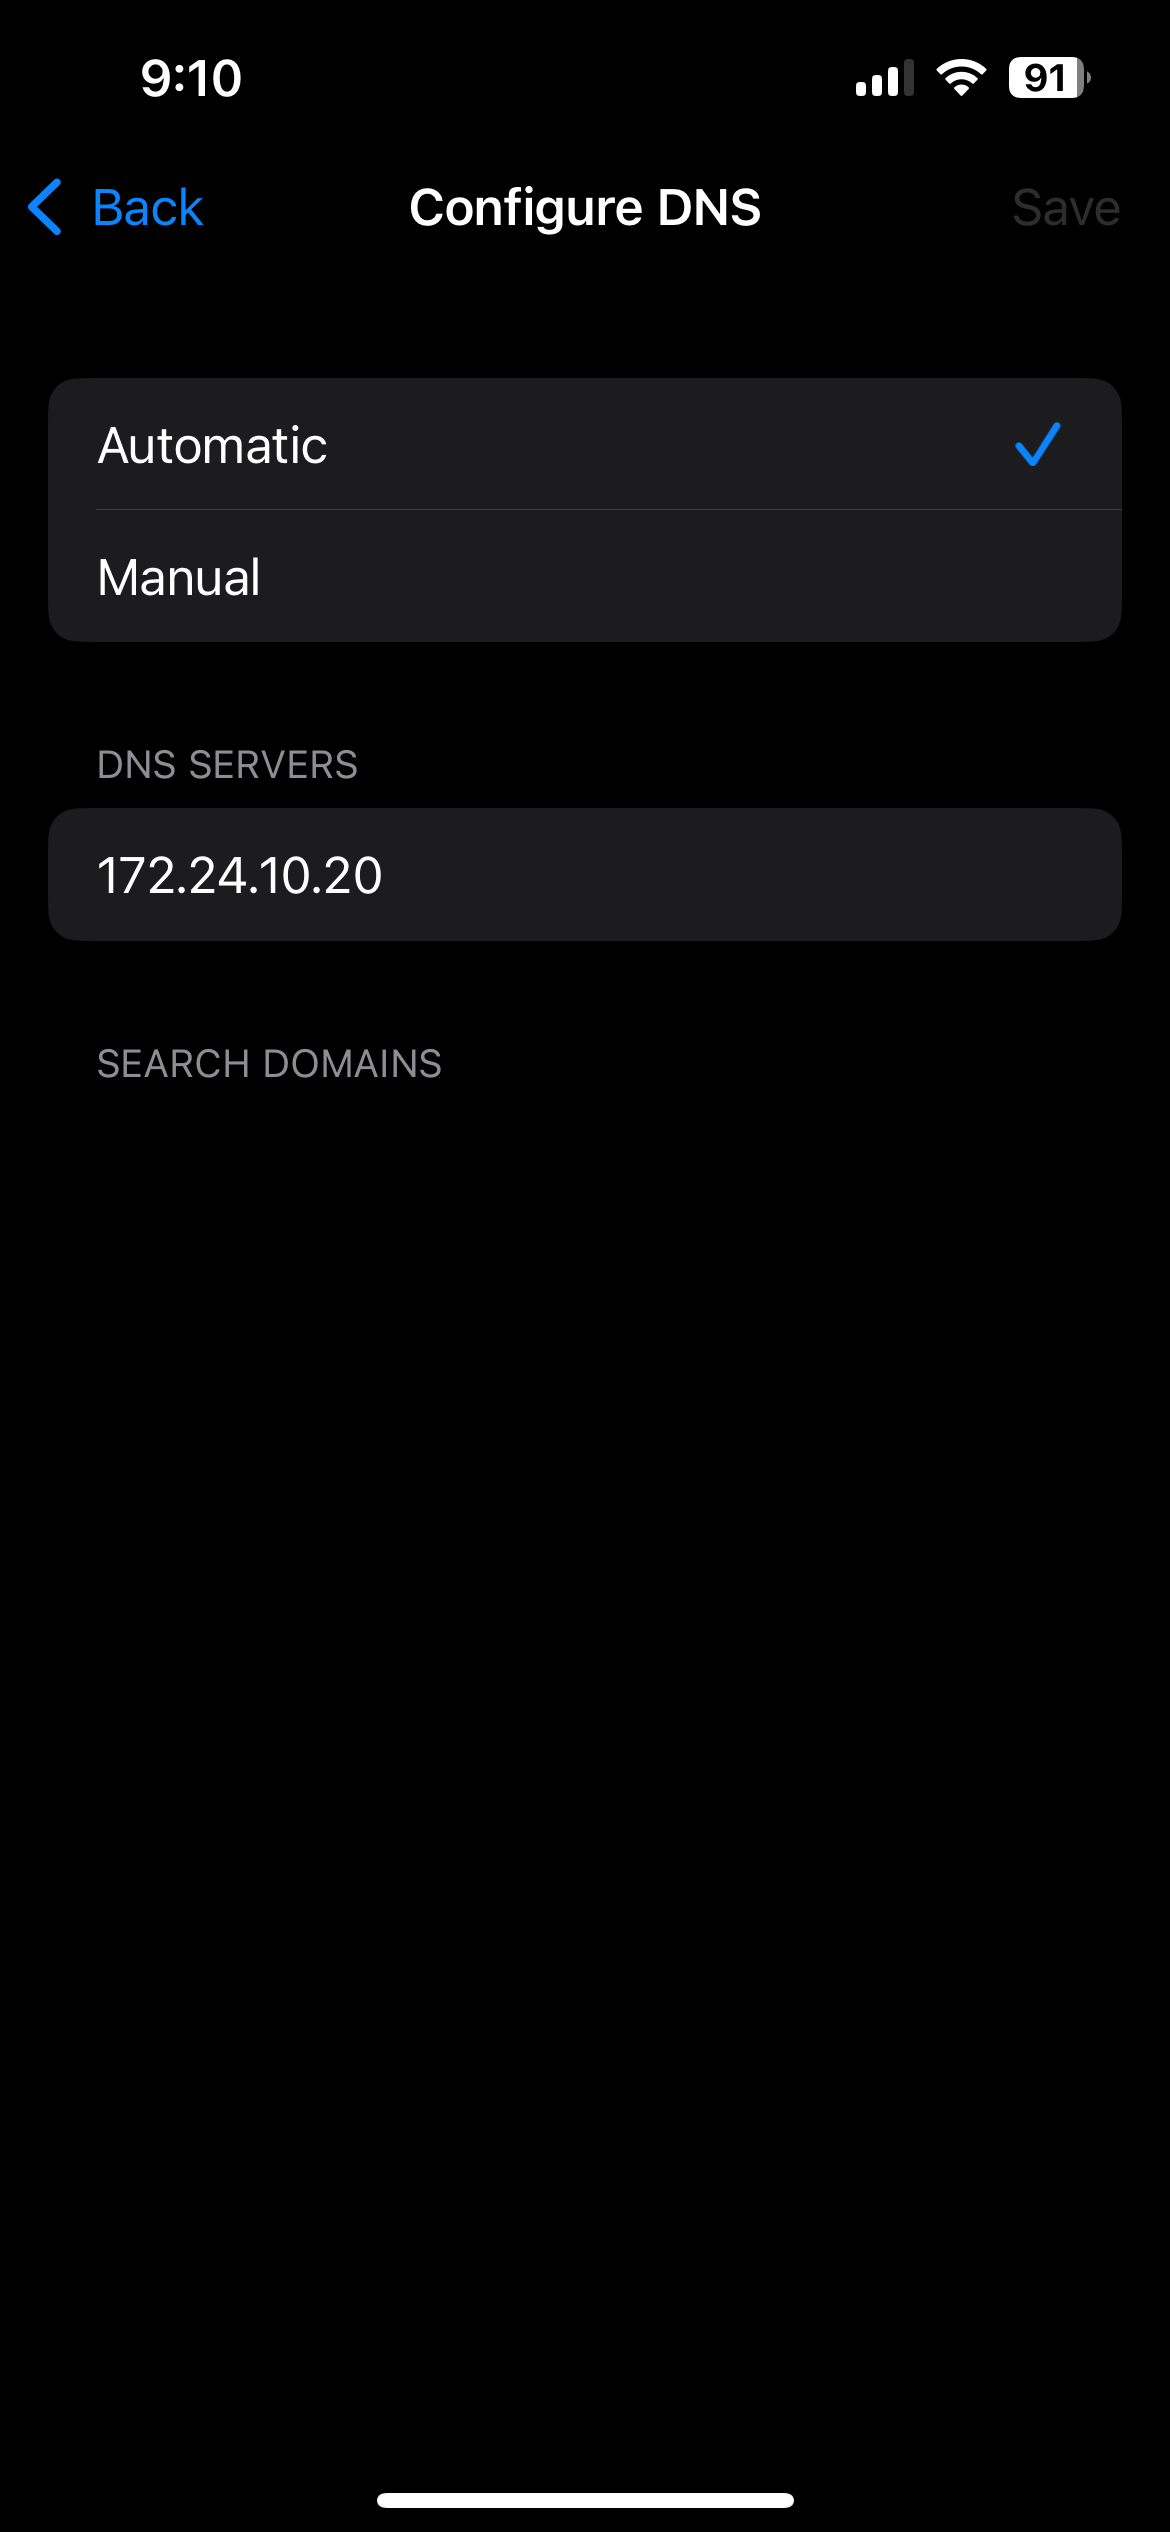 9:10
91
Back
Configure DNS
Save
Automatic
Manual
DNS SERVERS
172.24.10.20
SEARCH DOMAINS